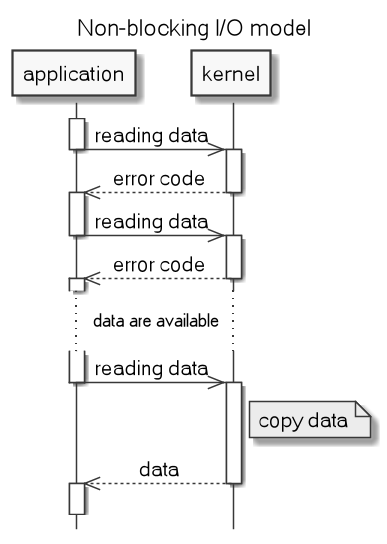 Non-blocking I/O model
application
kernel
reading data
error code
reading data
error code
data are available
reading data
copy data
data